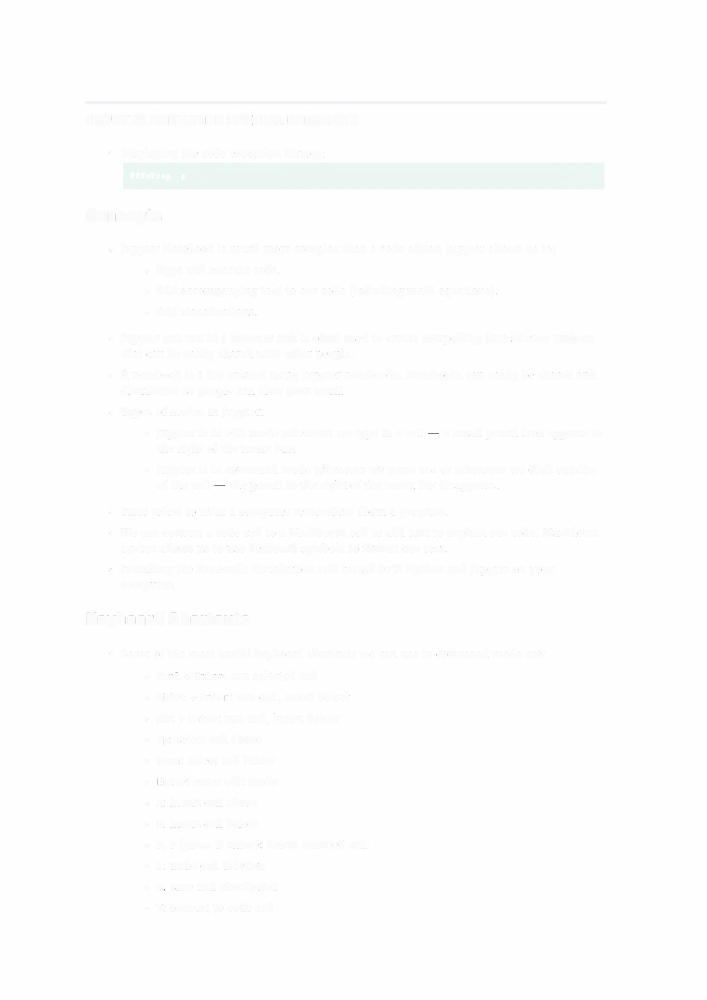 JUPYTER NOTEBOOK SPECIAL COMMAND
Displaying the code execution history:
%history -p
Concepts
Jupyter Notebook is much more complex than a code editor. Jupyter allows us to:
Type and execute code.
Add accompanying text to our code (including math equations).
Add visualizations.
Jupyter can run in a browser and is often used to create compelling data science projects
that can be easily shared with other people.
A notebook is a file created using Jupyter notebooks. Notebooks can easily be shared and
distributed so people can view your work.
Types of modes in Jupyter:
Jupyter is in edit mode whenever we type in a cell — a small pencil icon appears to
the right of the menu bar.
Jupyter is in command mode whenever we press Esc or whenever we click outside
of the cell — the pencil to the right of the menu bar disappears.
State refers to what a computer remembers about a program.
We can convert a code cell to a Markdown cell to add text to explain our code. Markdown
syntax allows us to use keyboard symbols to format our text.
Installing the Anaconda distribution will install both Python and Jupyter on your
computer.
Keyboard Shortcuts
Some of the most useful keyboard shortcuts we can use in command mode are:
Ctrl + Enter: run selected cell
Shift + Enter: run cell, select below
Alt + Enter: run cell, insert below
Up: select cell above
Down: select cell below
Enter: enter edit mode
A: insert cell above
B: insert cell below
D, D (press D twice): delete selected cell
Z: undo cell deletion
S: save and checkpoint
Y: convert to code cell